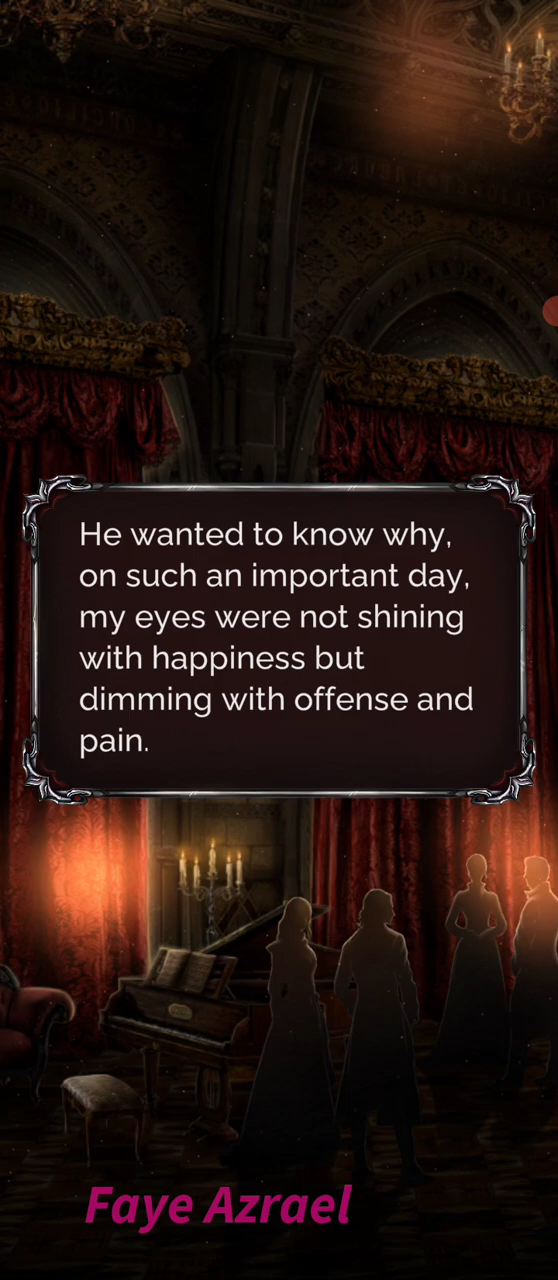 He wanted to know why,
on such an important day,
my eyes were not shining
with happiness but
dimming with offense and
pain.
Faye Azrael